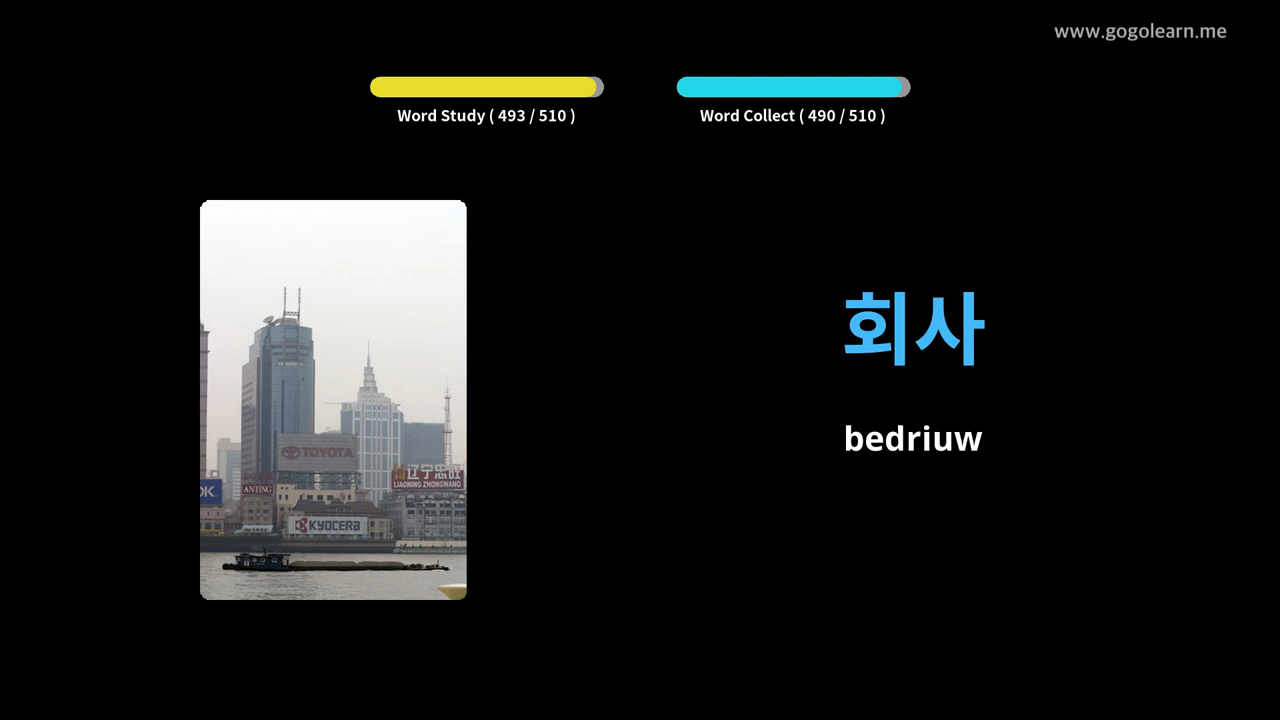 www.gogolearn.me
Word Study ( 493 / 510 )
Word Collect ( 490 / 510 )
회사
bedriuw
TOYOTA
OK
ANTING
辽宁忠旺
LIAONING ZHONGWANG
KYOCERA